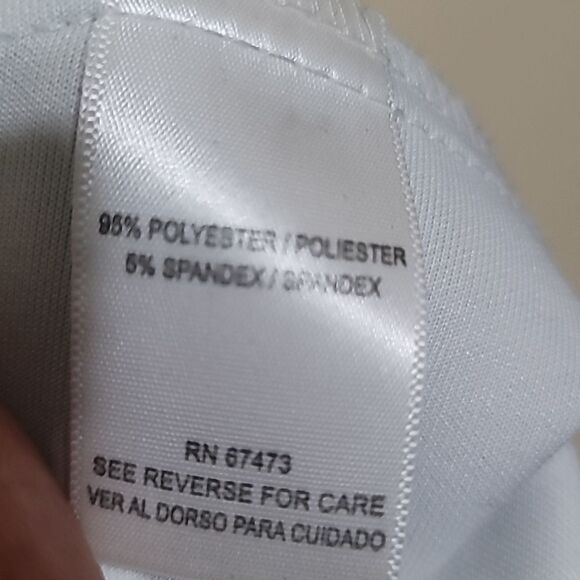 95% POLYESTER / POLIESTER
5% SPANDEX / SPANDEX
RN 67473
SEE REVERSE FOR CARE
VER AL DORSO PARA CUIDADO